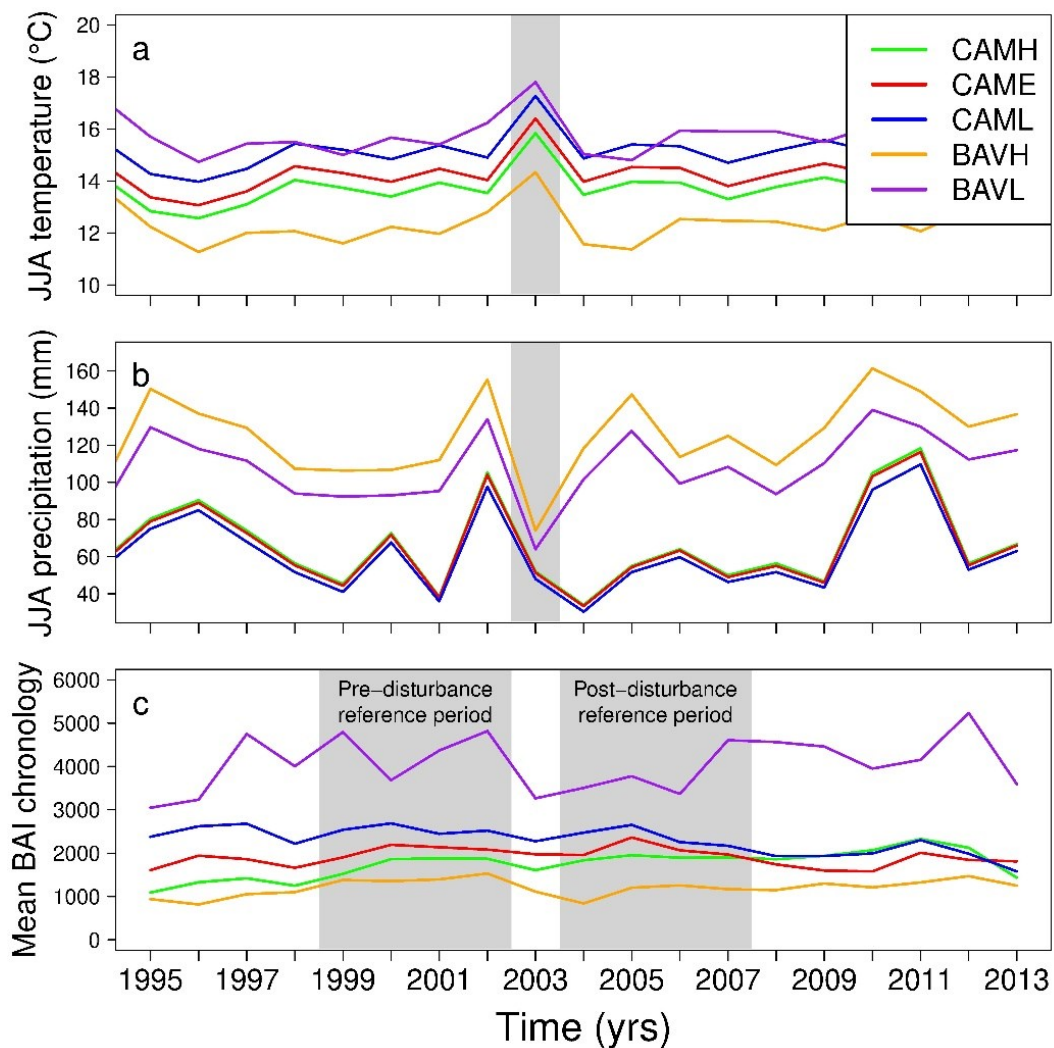 a
JJA temperature (°C)
20
18
16
14
12
10
CAMH
CAME
CAML
BAVH
BAVL
b
JJA precipitation (mm)
160
140
120
100
80
60
40
c
Mean BAI chronology
6000
5000
4000
3000
2000
1000
0
Pre−disturbance
reference period
Post−disturbance
reference period
1995 1997 1999 2001 2003 2005 2007 2009 2011 2013
Time (yrs)